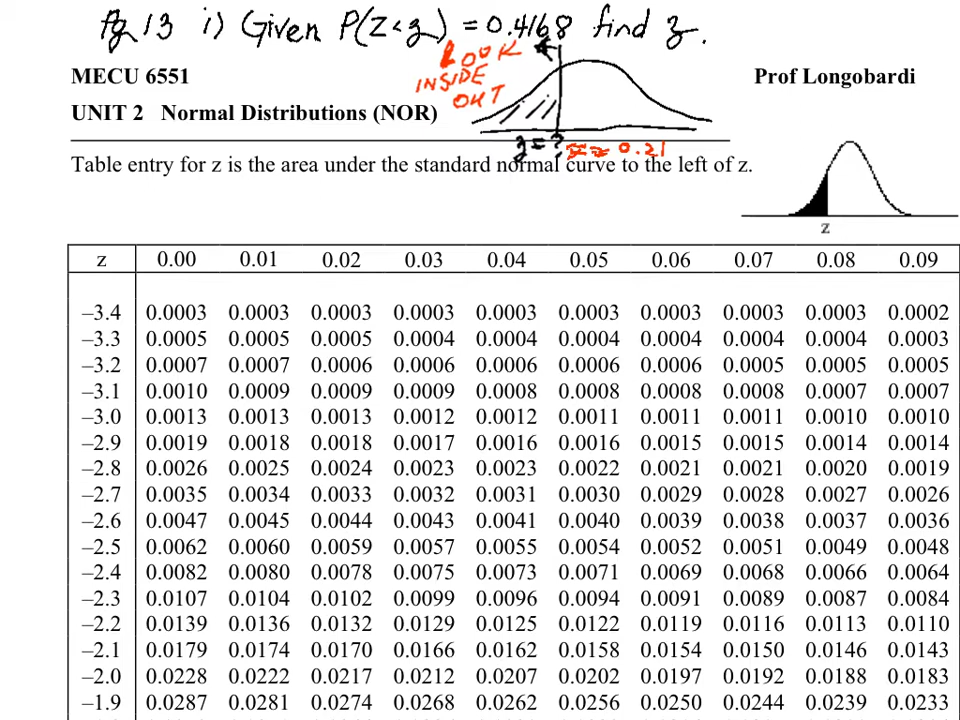 Pg 13 i) Given P(Z<z) = 0.4168 find z.
LOOK
INSIDE
OUT
MECU 6551
Prof Longobardi
UNIT 2 Normal Distributions (NOR)
z = ?
z = 0.21
Table entry for z is the area under the standard normal curve to the left of z.
z
z 0.00 0.01 0.02 0.03 0.04 0.05 0.06 0.07 0.08 0.09
–3.4 0.0003 0.0003 0.0003 0.0003 0.0003 0.0003 0.0003 0.0003 0.0003 0.0002
–3.3 0.0005 0.0005 0.0005 0.0004 0.0004 0.0004 0.0004 0.0004 0.0004 0.0003
–3.2 0.0007 0.0007 0.0006 0.0006 0.0006 0.0006 0.0006 0.0005 0.0005 0.0005
–3.1 0.0010 0.0009 0.0009 0.0009 0.0008 0.0008 0.0008 0.0008 0.0007 0.0007
–3.0 0.0013 0.0013 0.0013 0.0012 0.0012 0.0011 0.0011 0.0011 0.0010 0.0010
–2.9 0.0019 0.0018 0.0018 0.0017 0.0016 0.0016 0.0015 0.0015 0.0014 0.0014
–2.8 0.0026 0.0025 0.0024 0.0023 0.0023 0.0022 0.0021 0.0021 0.0020 0.0019
–2.7 0.0035 0.0034 0.0033 0.0032 0.0031 0.0030 0.0029 0.0028 0.0027 0.0026
–2.6 0.0047 0.0045 0.0044 0.0043 0.0041 0.0040 0.0039 0.0038 0.0037 0.0036
–2.5 0.0062 0.0060 0.0059 0.0057 0.0055 0.0054 0.0052 0.0051 0.0049 0.0048
–2.4 0.0082 0.0080 0.0078 0.0075 0.0073 0.0071 0.0069 0.0068 0.0066 0.0064
–2.3 0.0107 0.0104 0.0102 0.0099 0.0096 0.0094 0.0091 0.0089 0.0087 0.0084
–2.2 0.0139 0.0136 0.0132 0.0129 0.0125 0.0122 0.0119 0.0116 0.0113 0.0110
–2.1 0.0179 0.0174 0.0170 0.0166 0.0162 0.0158 0.0154 0.0150 0.0146 0.0143
–2.0 0.0228 0.0222 0.0217 0.0212 0.0207 0.0202 0.0197 0.0192 0.0188 0.0183
–1.9 0.0287 0.0281 0.0274 0.0268 0.0262 0.0256 0.0250 0.0244 0.0239 0.0233